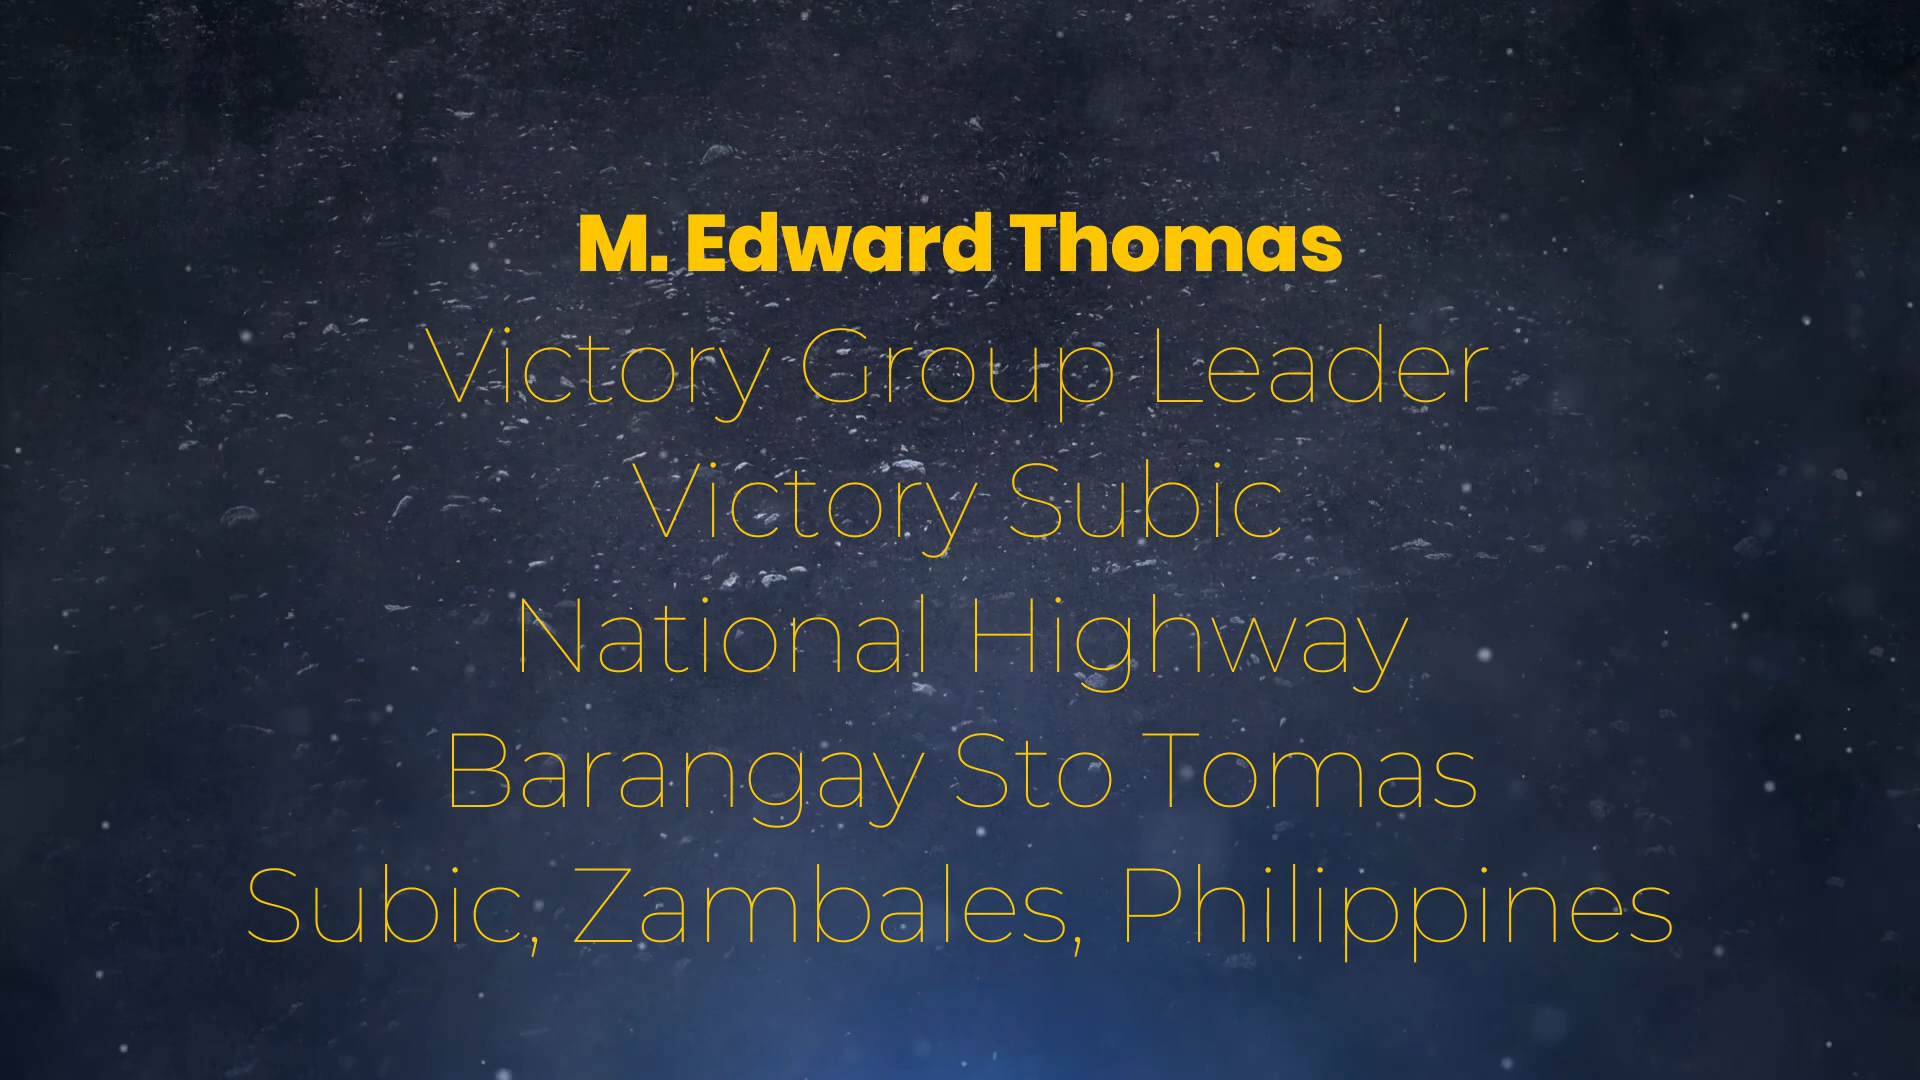 M. Edward Thomas
Victory Group Leader
Victory Subic
National Highway
Barangay Sto Tomas
Subic, Zambales, Philippines